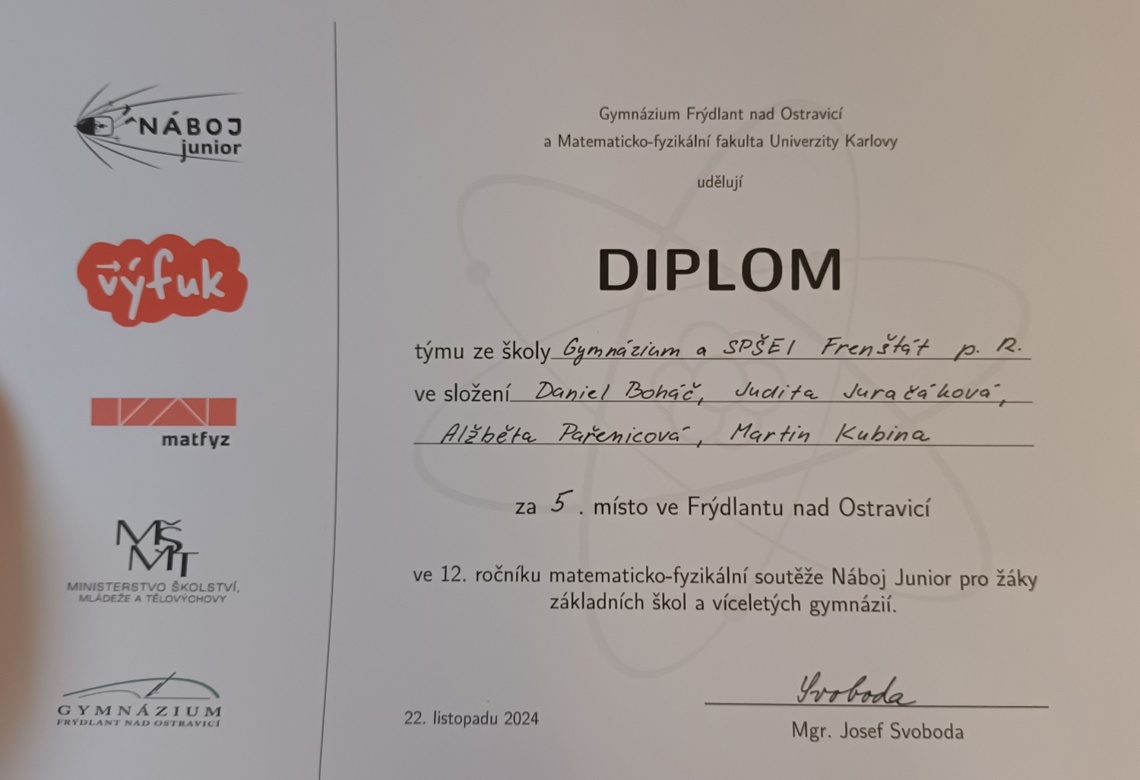 NÁBOJ
junior
výfuk
matfyz
MŠ
MT
MINISTERSTVO ŠKOLSTVÍ,
MLÁDEŽE A TĚLOVÝCHOVY
GYMNÁZIUM
FRÝDLANT NAD OSTRAVICÍ
Gymnázium Frýdlant nad Ostravicí
a Matematicko-fyzikální fakulta Univerzity Karlovy
udělují
DIPLOM
týmu ze školy Gymnázium a SPŠEI Frenštát p. R.
ve složení Daniel Boháč, Judita Juračáková,
Alžběta Pařenicová, Martin Kubina
za 5. místo ve Frýdlantu nad Ostravicí
ve 12. ročníku matematicko-fyzikální soutěže Náboj Junior pro žáky
základních škol a víceletých gymnázií.
Svoboda
22. listopadu 2024
Mgr. Josef Svoboda